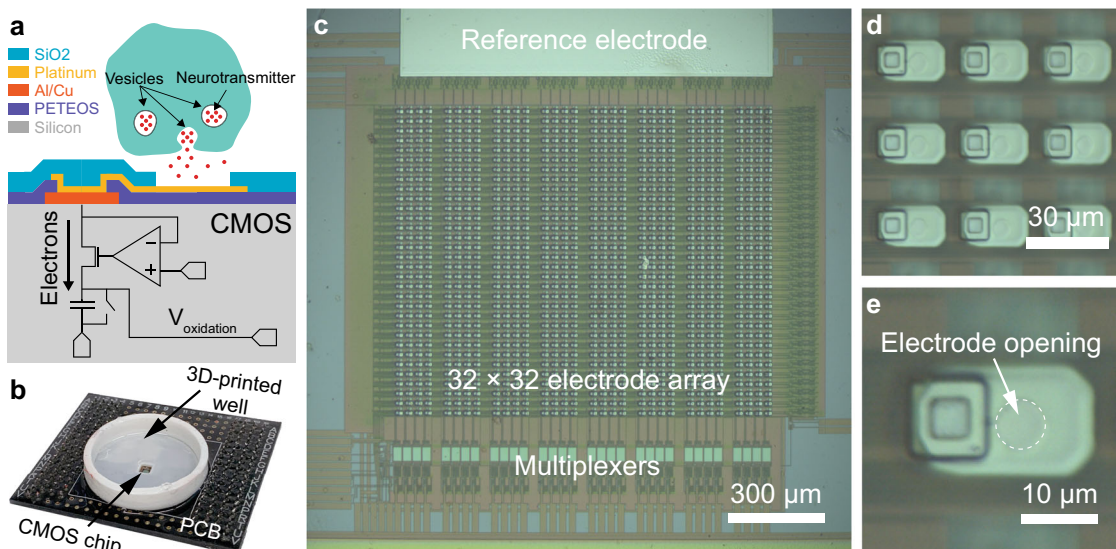 a
SiO2
Platinum
Al/Cu
PETEOS
Silicon
Vesicles
Neurotransmitter
CMOS
Electrons
−
+
Voxidation
b
3D-printed
well
CMOS chip
PCB
c
Reference electrode
32 × 32 electrode array
Multiplexers
300 µm
d
30 µm
e
Electrode opening
10 µm